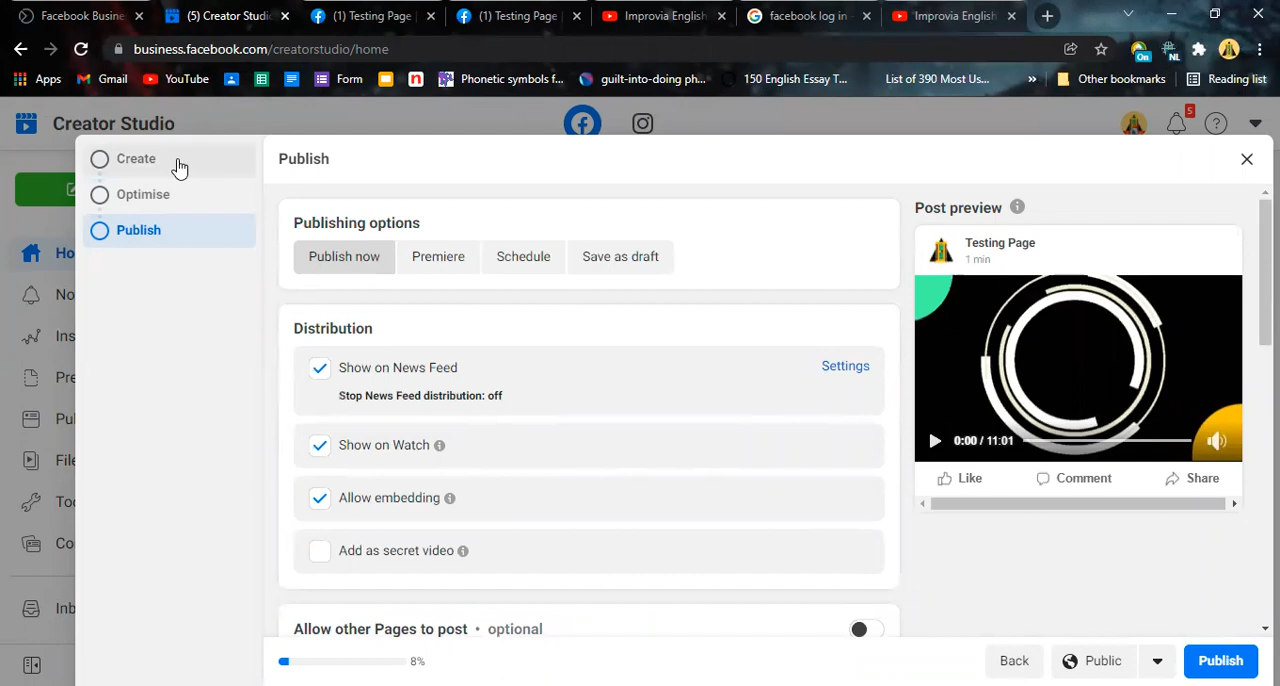 Facebook Busine
(5) Creator Studi
(1) Testing Page
(1) Testing Page
Improvia English
facebook log in -
Improvia English
business.facebook.com/creatorstudio/home
On
NL
Apps
Gmail
YouTube
Form
Phonetic symbols f...
guilt-into-doing ph...
150 English Essay T...
List of 390 Most Us...
»
Other bookmarks
Reading list
Creator Studio
5
Create
Optimise
Publish
Ho
No
Ins
Pre
Pu
File
Too
Co
Inb
Publish
Publishing options
Publish now
Premiere
Schedule
Save as draft
Distribution
Show on News Feed
Settings
Stop News Feed distribution: off
Show on Watch
Allow embedding
Add as secret video
Allow other Pages to post • optional
Post preview
Testing Page
1 min
0:00 / 11:01
Like
Comment
Share
8%
Back
Public
Publish